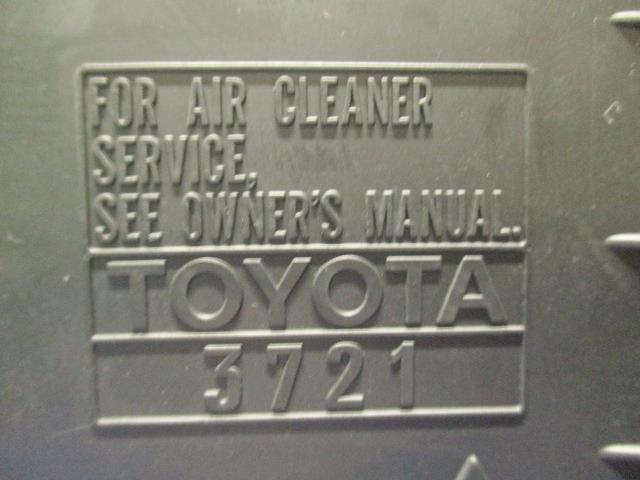 FOR AIR CLEANER
SERVICE,
SEE OWNER'S MANUAL.
TOYOTA
3721